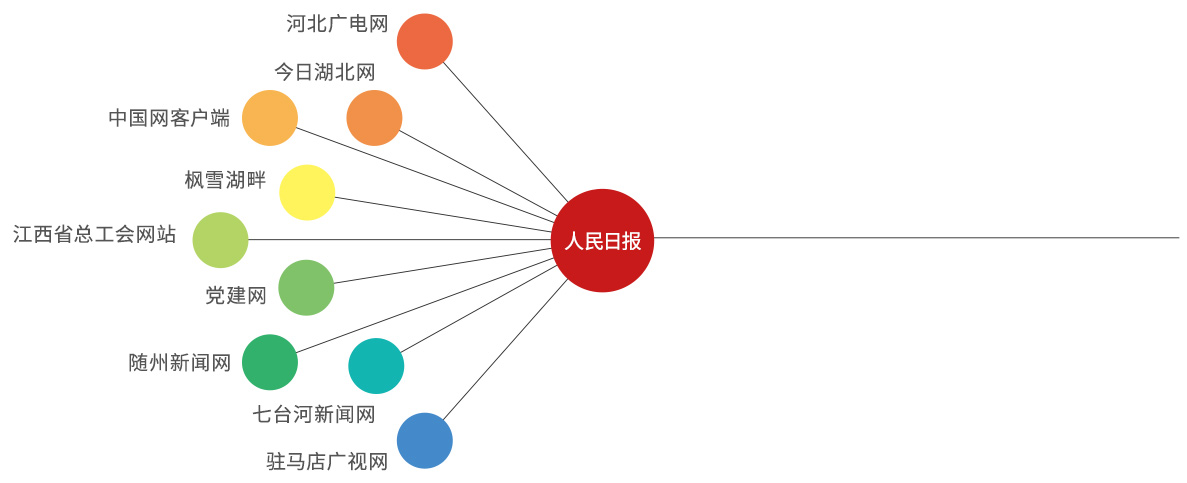 河北广电网
今日湖北网
中国网客户端
枫雪湖畔
江西省总工会网站
人民日报
党建网
随州新闻网
七台河新闻网
驻马店广视网